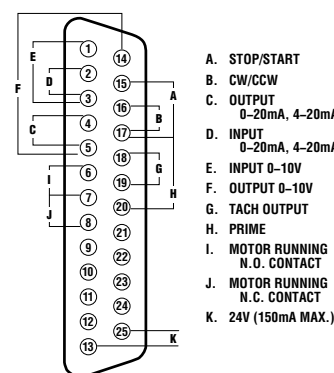 1
2
3
4
5
6
7
8
9
10
11
12
13
14
15
16
17
18
19
20
21
22
23
24
25
E
D
F
C
I
J
A
B
G
H
K
A. STOP/START
B. CW/CCW
C. OUTPUT
0–20mA, 4–20mA
D. INPUT
0–20mA, 4–20mA
E. INPUT 0–10V
F. OUTPUT 0–10V
G. TACH OUTPUT
H. PRIME
I. MOTOR RUNNING
N.O. CONTACT
J. MOTOR RUNNING
N.C. CONTACT
K. 24V (150mA MAX.)